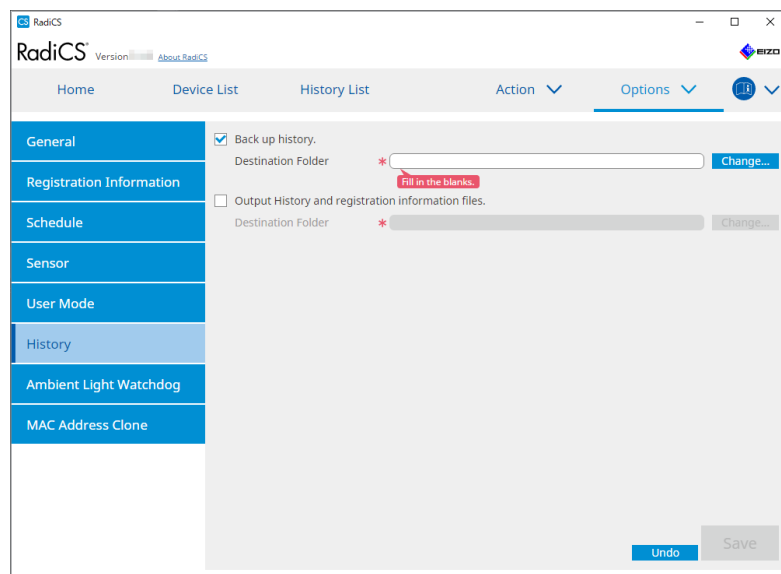 CS RadiCS
RadiCS® Version About RadiCS EIZO
Home Device List History List Action Options
General
Registration Information
Schedule
Sensor
User Mode
History
Ambient Light Watchdog
MAC Address Clone
Back up history.
Destination Folder * Change...
Fill in the blanks.
Output History and registration information files.
Destination Folder * Change...
Undo Save